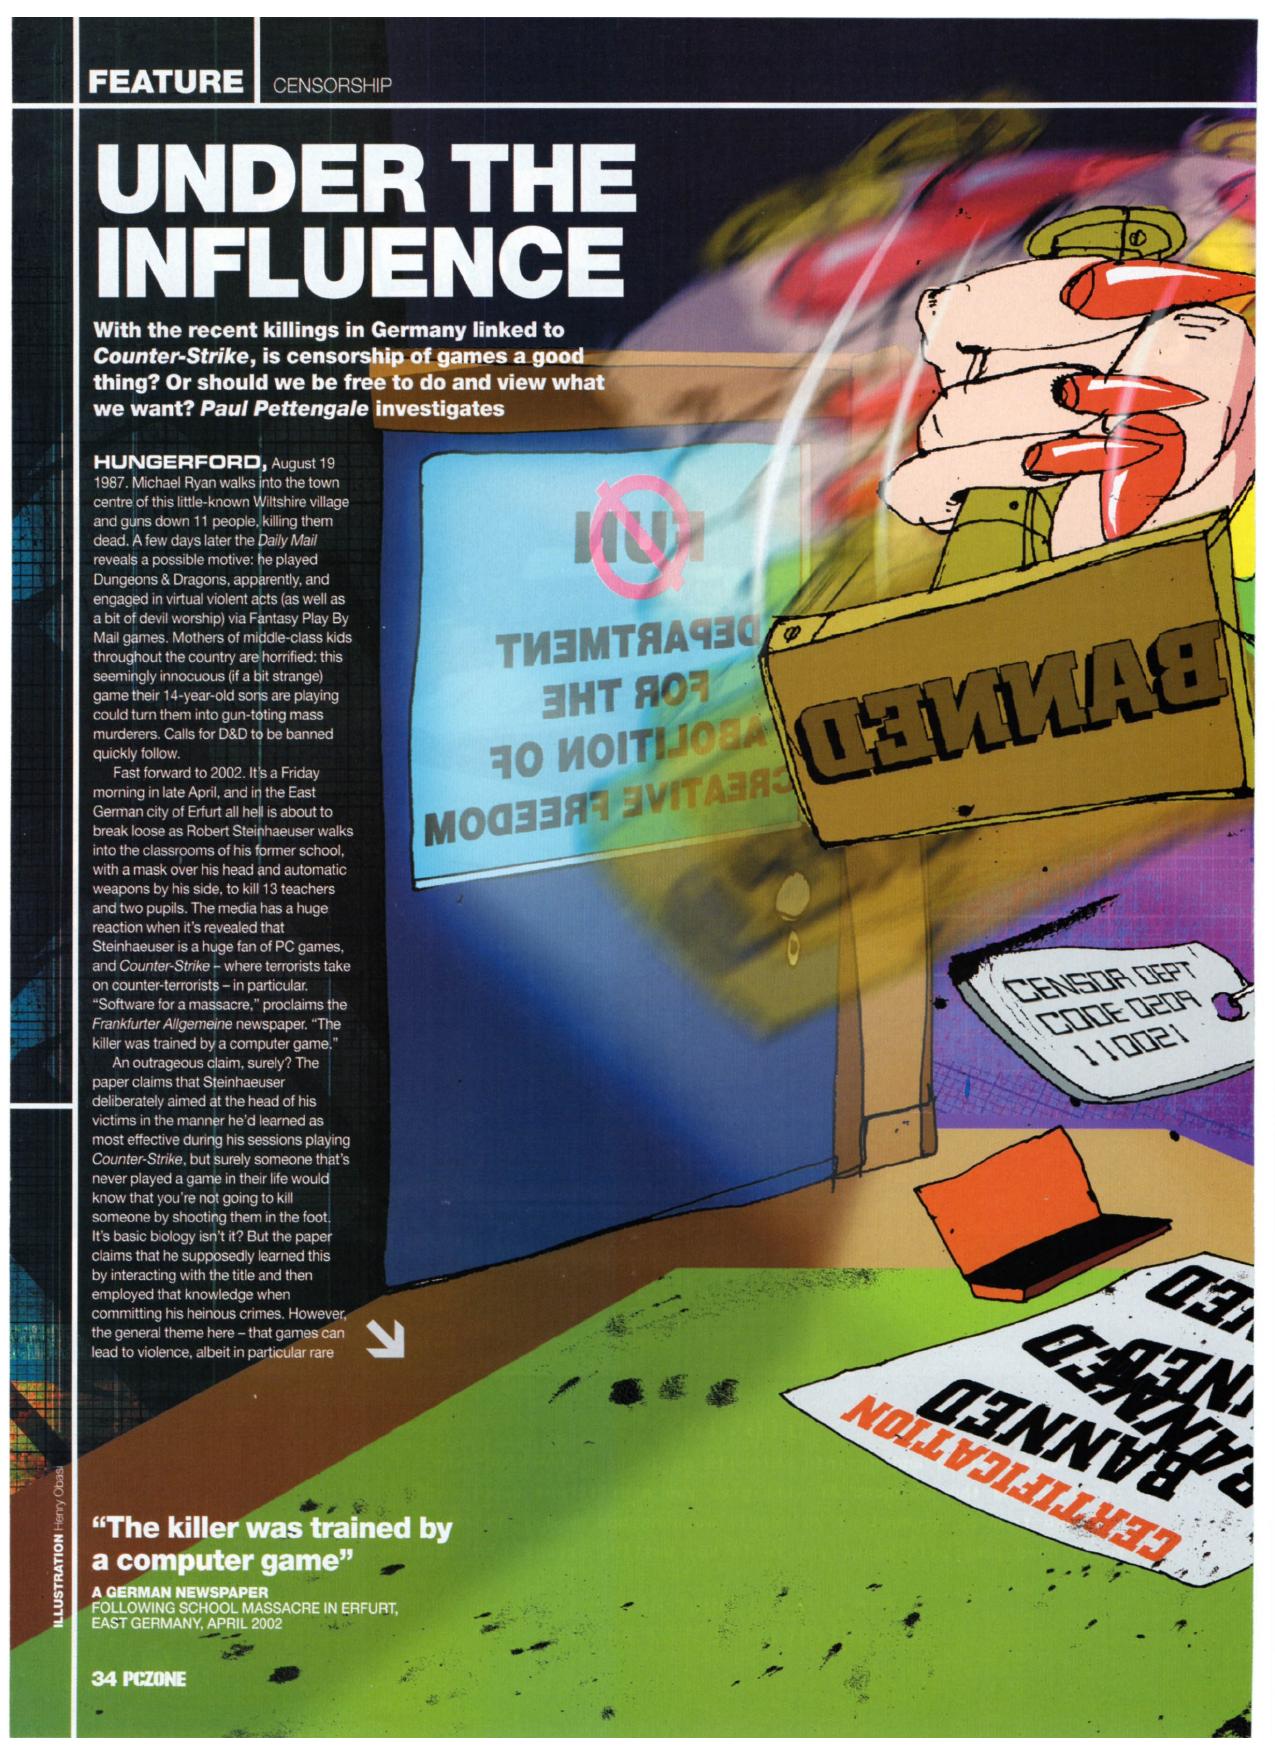 FEATURE
CENSORSHIP
UNDER THE
INFLUENCE
With the recent killings in Germany linked to
Counter-Strike, is censorship of games a good
thing? Or should we be free to do and view what
we want? Paul Pettengale investigates
HUNGERFORD, August 19
1987. Michael Ryan walks into the town
centre of this little-known Wiltshire village
and guns down 11 people, killing them
dead. A few days later the Daily Mail
reveals a possible motive: he played
Dungeons & Dragons, apparently, and
engaged in virtual violent acts (as well as
a bit of devil worship) via Fantasy Play By
Mail games. Mothers of middle-class kids
throughout the country are horrified: this
seemingly innocuous (if a bit strange)
game their 14-year-old sons are playing
could turn them into gun-toting mass
murderers. Calls for D&D to be banned
quickly follow.
Fast forward to 2002. It's a Friday
morning in late April, and in the East
German city of Erfurt all hell is about to
break loose as Robert Steinhaeuser walks
into the classrooms of his former school,
with a mask over his head and automatic
weapons by his side, to kill 13 teachers
and two pupils. The media has a huge
reaction when it's revealed that
Steinhaeuser is a huge fan of PC games,
and Counter-Strike – where terrorists take
on counter-terrorists – in particular.
“Software for a massacre,” proclaims the
Frankfurter Allgemeine newspaper. “The
killer was trained by a computer game.”
An outrageous claim, surely? The
paper claims that Steinhaeuser
deliberately aimed at the head of his
victims in the manner he'd learned as
most effective during his sessions playing
Counter-Strike, but surely someone that's
never played a game in their life would
know that you're not going to kill
someone by shooting them in the foot.
It's basic biology isn't it? But the paper
claims that he supposedly learned this
by interacting with the title and then
employed that knowledge when
committing his heinous crimes. However,
the general theme here – that games can
lead to violence, albeit in particular rare
FUN
DEPARTMENT
FOR THE
ABOLITION OF
CREATIVE FREEDOM
BANNED
CENSOR DEPT
CODE 0209
110021
CERTIFICATION
BANNED
BANNED
BANNED
“The killer was trained by
a computer game”
A GERMAN NEWSPAPER
FOLLOWING SCHOOL MASSACRE IN ERFURT,
EAST GERMANY, APRIL 2002
ILLUSTRATION Henry Obasi
34 PCZONE